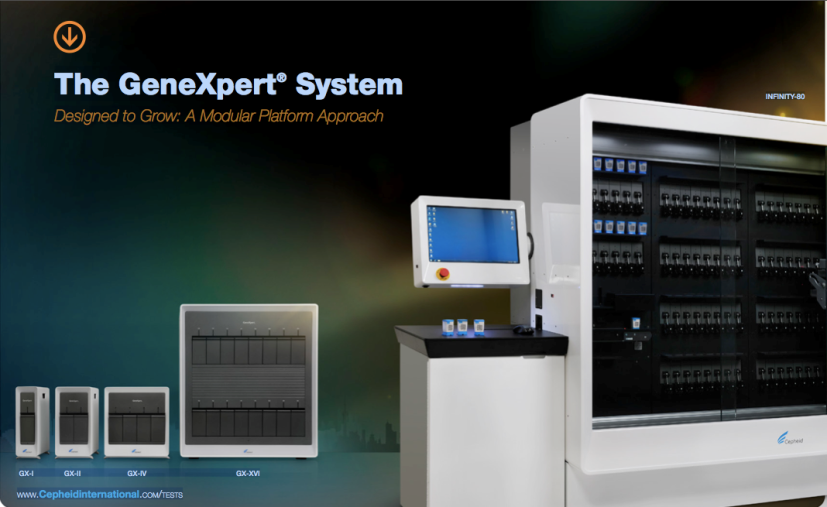 The GeneXpert® System
Designed to Grow: A Modular Platform Approach
INFINITY-80
Cepheid
GX-I
GX-II
GX-IV
GX-XVI
www.Cepheidinternational.com/tests